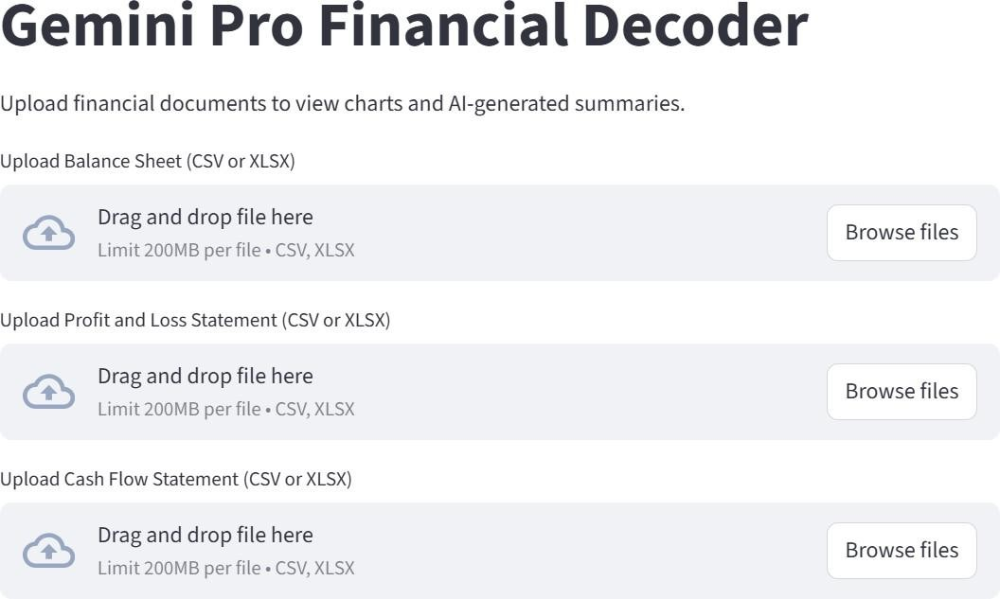 Gemini Pro Financial Decoder
Upload financial documents to view charts and AI-generated summaries.
Upload Balance Sheet (CSV or XLSX)
Drag and drop file here
Limit 200MB per file • CSV, XLSX
Browse files
Upload Profit and Loss Statement (CSV or XLSX)
Drag and drop file here
Limit 200MB per file • CSV, XLSX
Browse files
Upload Cash Flow Statement (CSV or XLSX)
Drag and drop file here
Limit 200MB per file • CSV, XLSX
Browse files